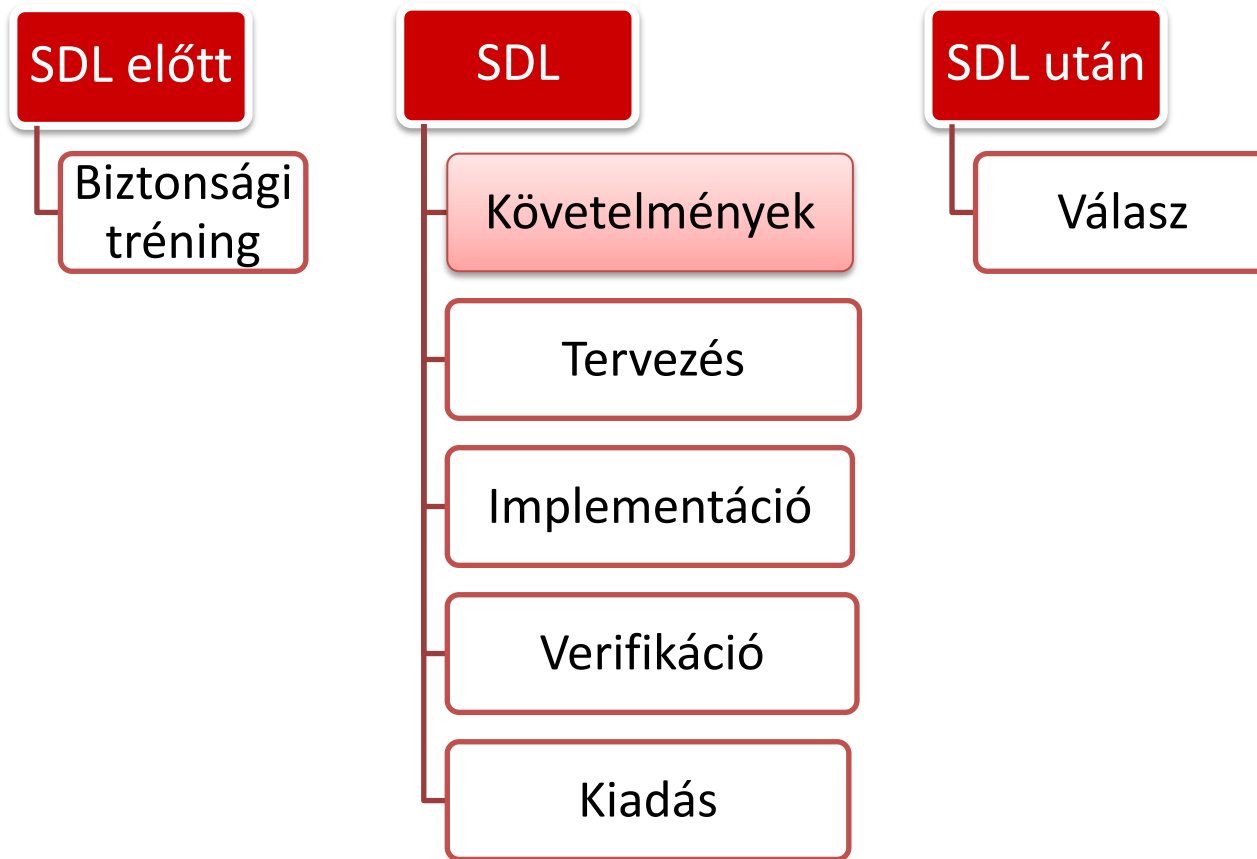 SDL előtt
Biztonsági
tréning
SDL
Követelmények
Tervezés
Implementáció
Verifikáció
Kiadás
SDL után
Válasz